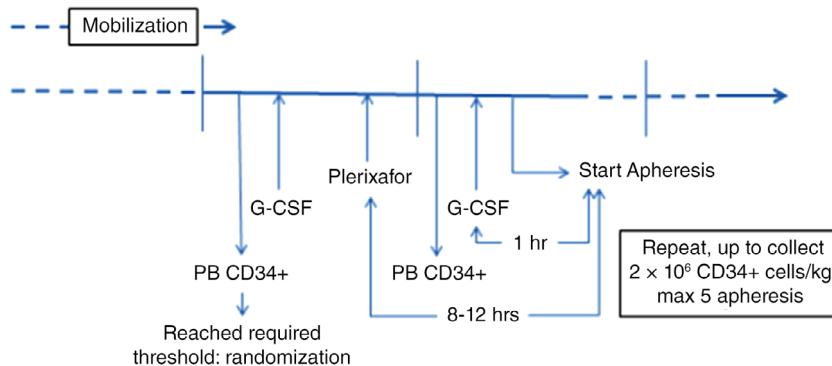 Mobilization
Plerixafor
Start Apheresis
G-CSF
G-CSF
1 hr
PB CD34+
PB CD34+
Repeat, up to collect
2 × 10⁶ CD34+ cells/kg
max 5 apheresis
8-12 hrs
Reached required
threshold: randomization